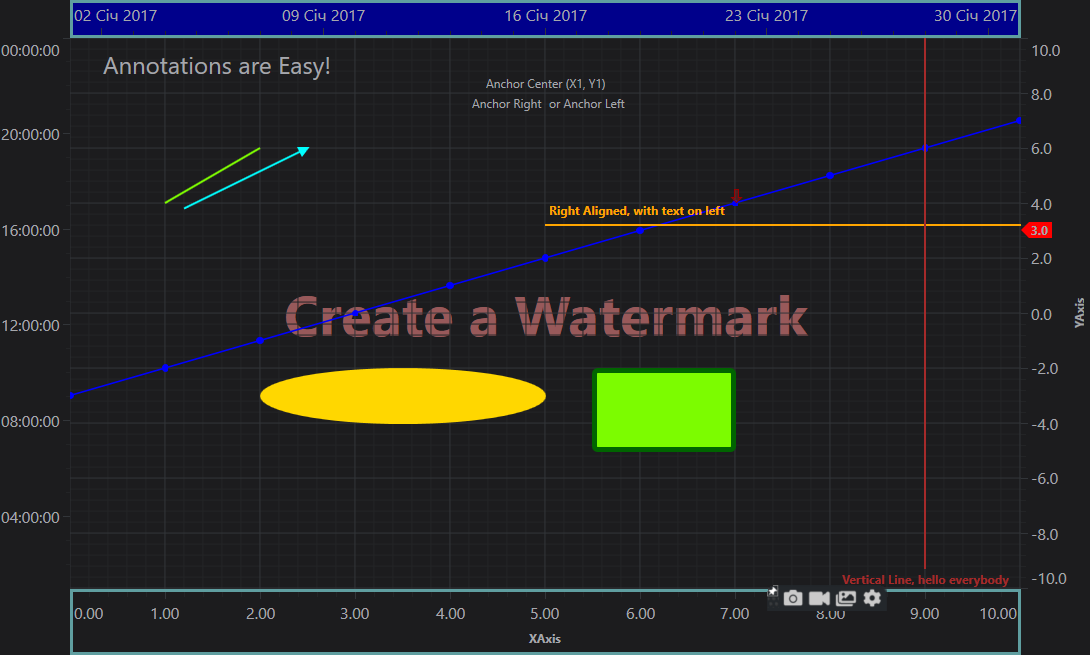 02 Січ 2017
09 Січ 2017
16 Січ 2017
23 Січ 2017
30 Січ 2017
00:00:00
20:00:00
16:00:00
12:00:00
08:00:00
04:00:00
Annotations are Easy!
Anchor Center (X1, Y1)
Anchor Right or Anchor Left
Right Aligned, with text on left
Create a Watermark
Vertical Line, hello everybody
10.0
8.0
6.0
4.0
3.0
2.0
0.0
-2.0
-4.0
-6.0
-8.0
-10.0
YAxis
0.00
1.00
2.00
3.00
4.00
5.00
6.00
7.00
8.00
9.00
10.00
XAxis